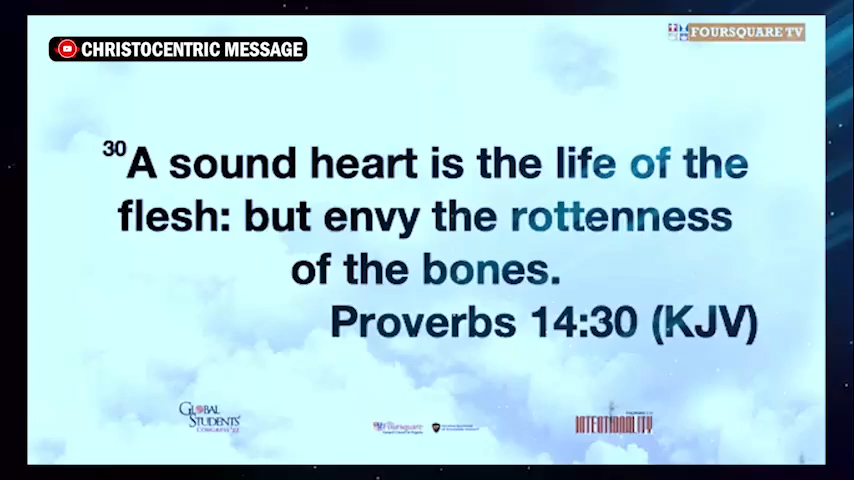 CHRISTOCENTRIC MESSAGE
FOURSQUARE TV
30A sound heart is the life of the
flesh: but envy the rottenness
of the bones.
Proverbs 14:30 (KJV)
GLOBAL
STUDENTS'
Foursquare
INTENTIONALITY